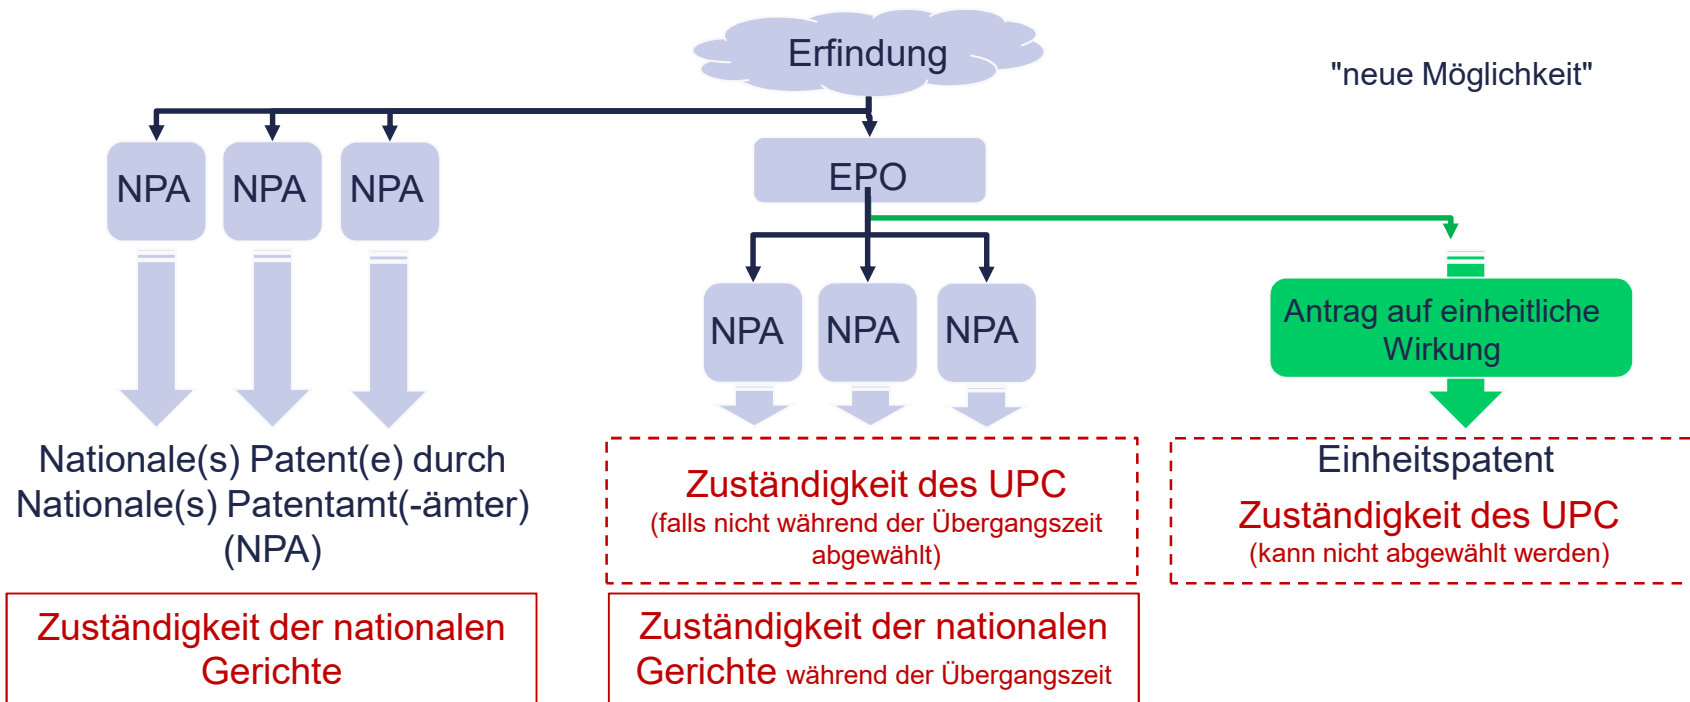 Erfindung
"neue Möglichkeit"
NPA
NPA
NPA
EPO
NPA
NPA
NPA
Antrag auf einheitliche
Wirkung
Nationale(s) Patent(e) durch
Nationale(s) Patentamt(-ämter)
(NPA)
Zuständigkeit der nationalen
Gerichte
Zuständigkeit des UPC
(falls nicht während der Übergangszeit
abgewählt)
Zuständigkeit der nationalen
Gerichte während der Übergangszeit
Einheitspatent
Zuständigkeit des UPC
(kann nicht abgewählt werden)